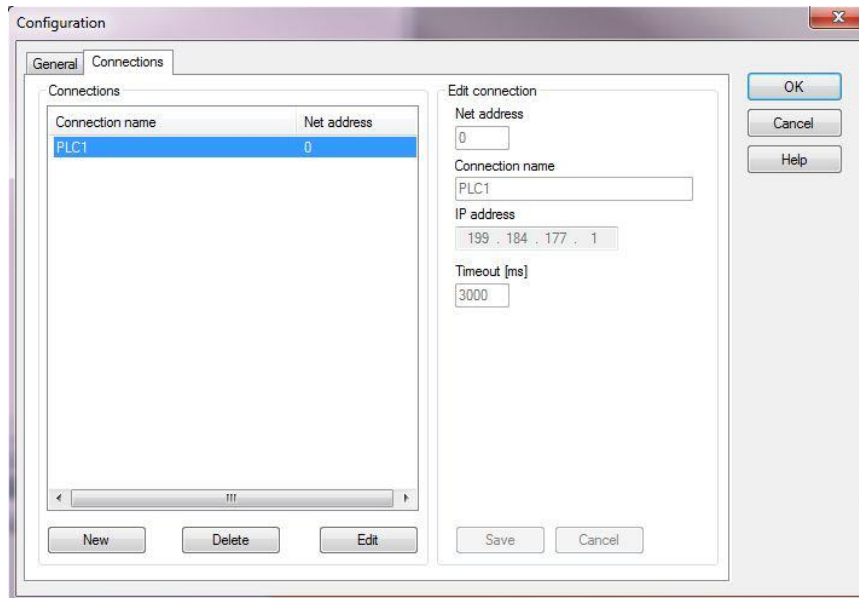 Configuration
General Connections
Connections
Connection name Net address
PLC1 0
New Delete Edit
Edit connection
Net address
0
Connection name
PLC1
IP address
199 . 184 . 177 . 1
Timeout [ms]
3000
Save Cancel
OK
Cancel
Help